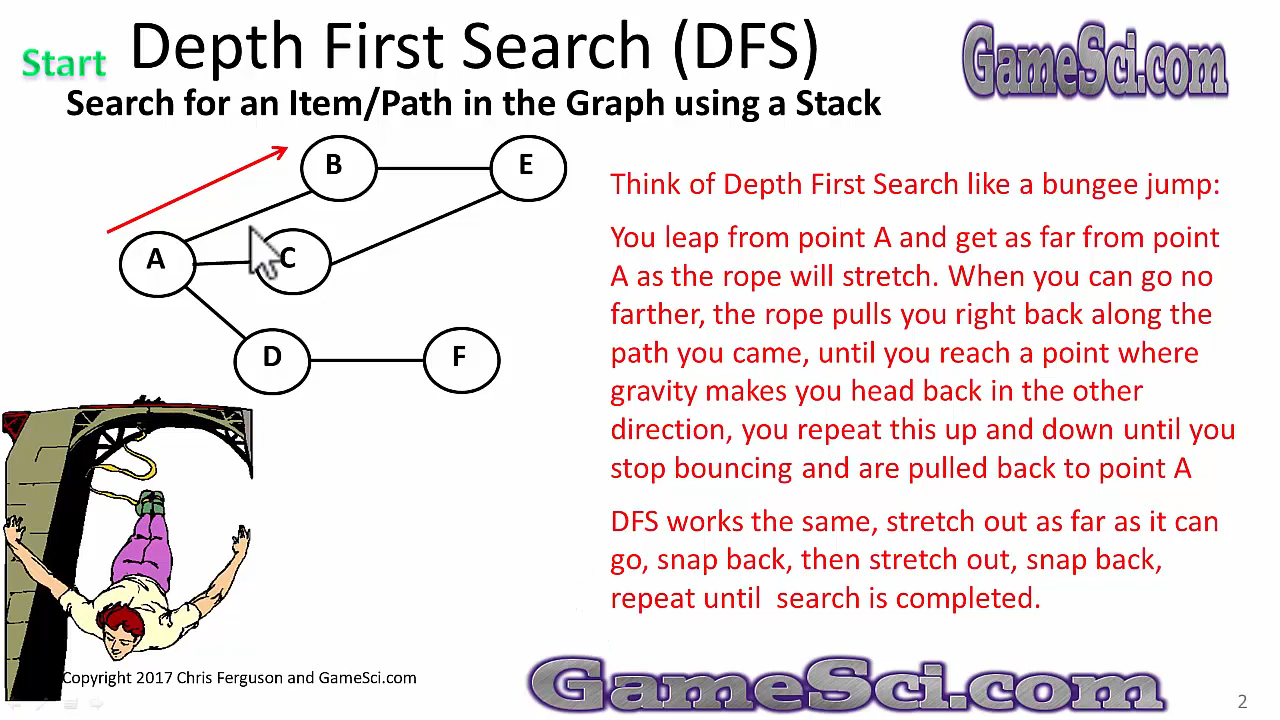 Start
Depth First Search (DFS)
GameSci.com
Search for an Item/Path in the Graph using a Stack
B
E
A
C
D
F
Think of Depth First Search like a bungee jump:
You leap from point A and get as far from point
A as the rope will stretch. When you can go no
farther, the rope pulls you right back along the
path you came, until you reach a point where
gravity makes you head back in the other
direction, you repeat this up and down until you
stop bouncing and are pulled back to point A
DFS works the same, stretch out as far as it can
go, snap back, then stretch out, snap back,
repeat until  search is completed.
Copyright 2017 Chris Ferguson and GameSci.com
GameSci.com
2